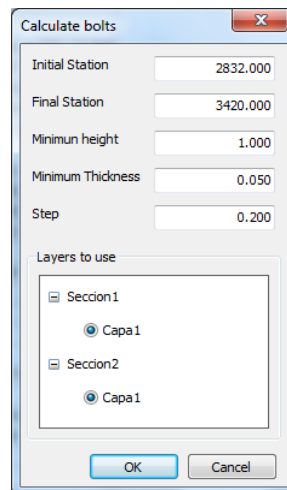 Calculate bolts
Initial Station 2832.000
Final Station 3420.000
Minimun height 1.000
Minimum Thickness 0.050
Step 0.200
Layers to use
Seccion1
Capa1
Seccion2
Capa1
OK Cancel